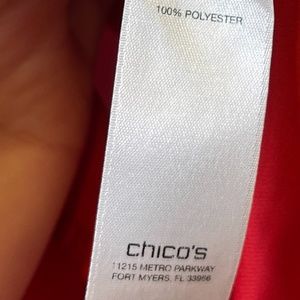 100% POLYESTER
chico's
11215 METRO PARKWAY
FORT MYERS, FL 33966